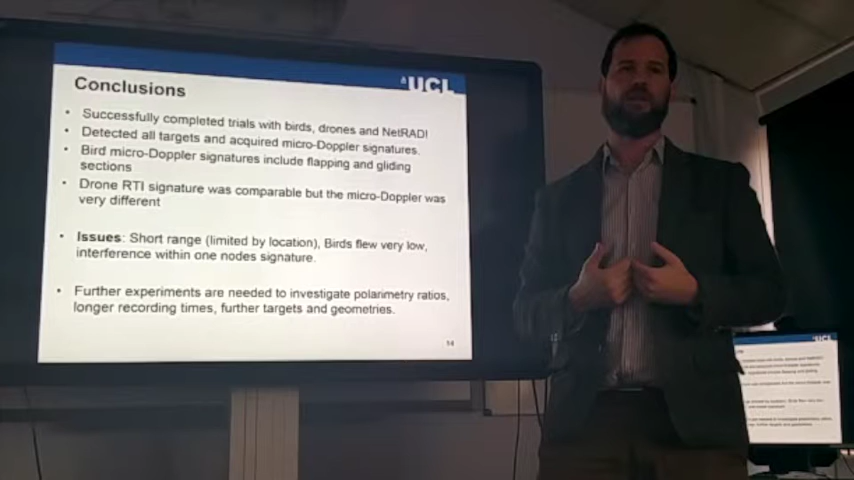 Conclusions
UCL
• Successfully completed trials with birds, drones and NetRAD!
• Detected all targets and acquired micro-Doppler signatures.
• Bird micro-Doppler signatures include flapping and gliding
sections
• Drone RTI signature was comparable but the micro-Doppler was
very different
• Issues: Short range (limited by location), Birds flew very low,
interference within one nodes signature.
• Further experiments are needed to investigate polarimetry ratios,
longer recording times, further targets and geometries.
14
UCL